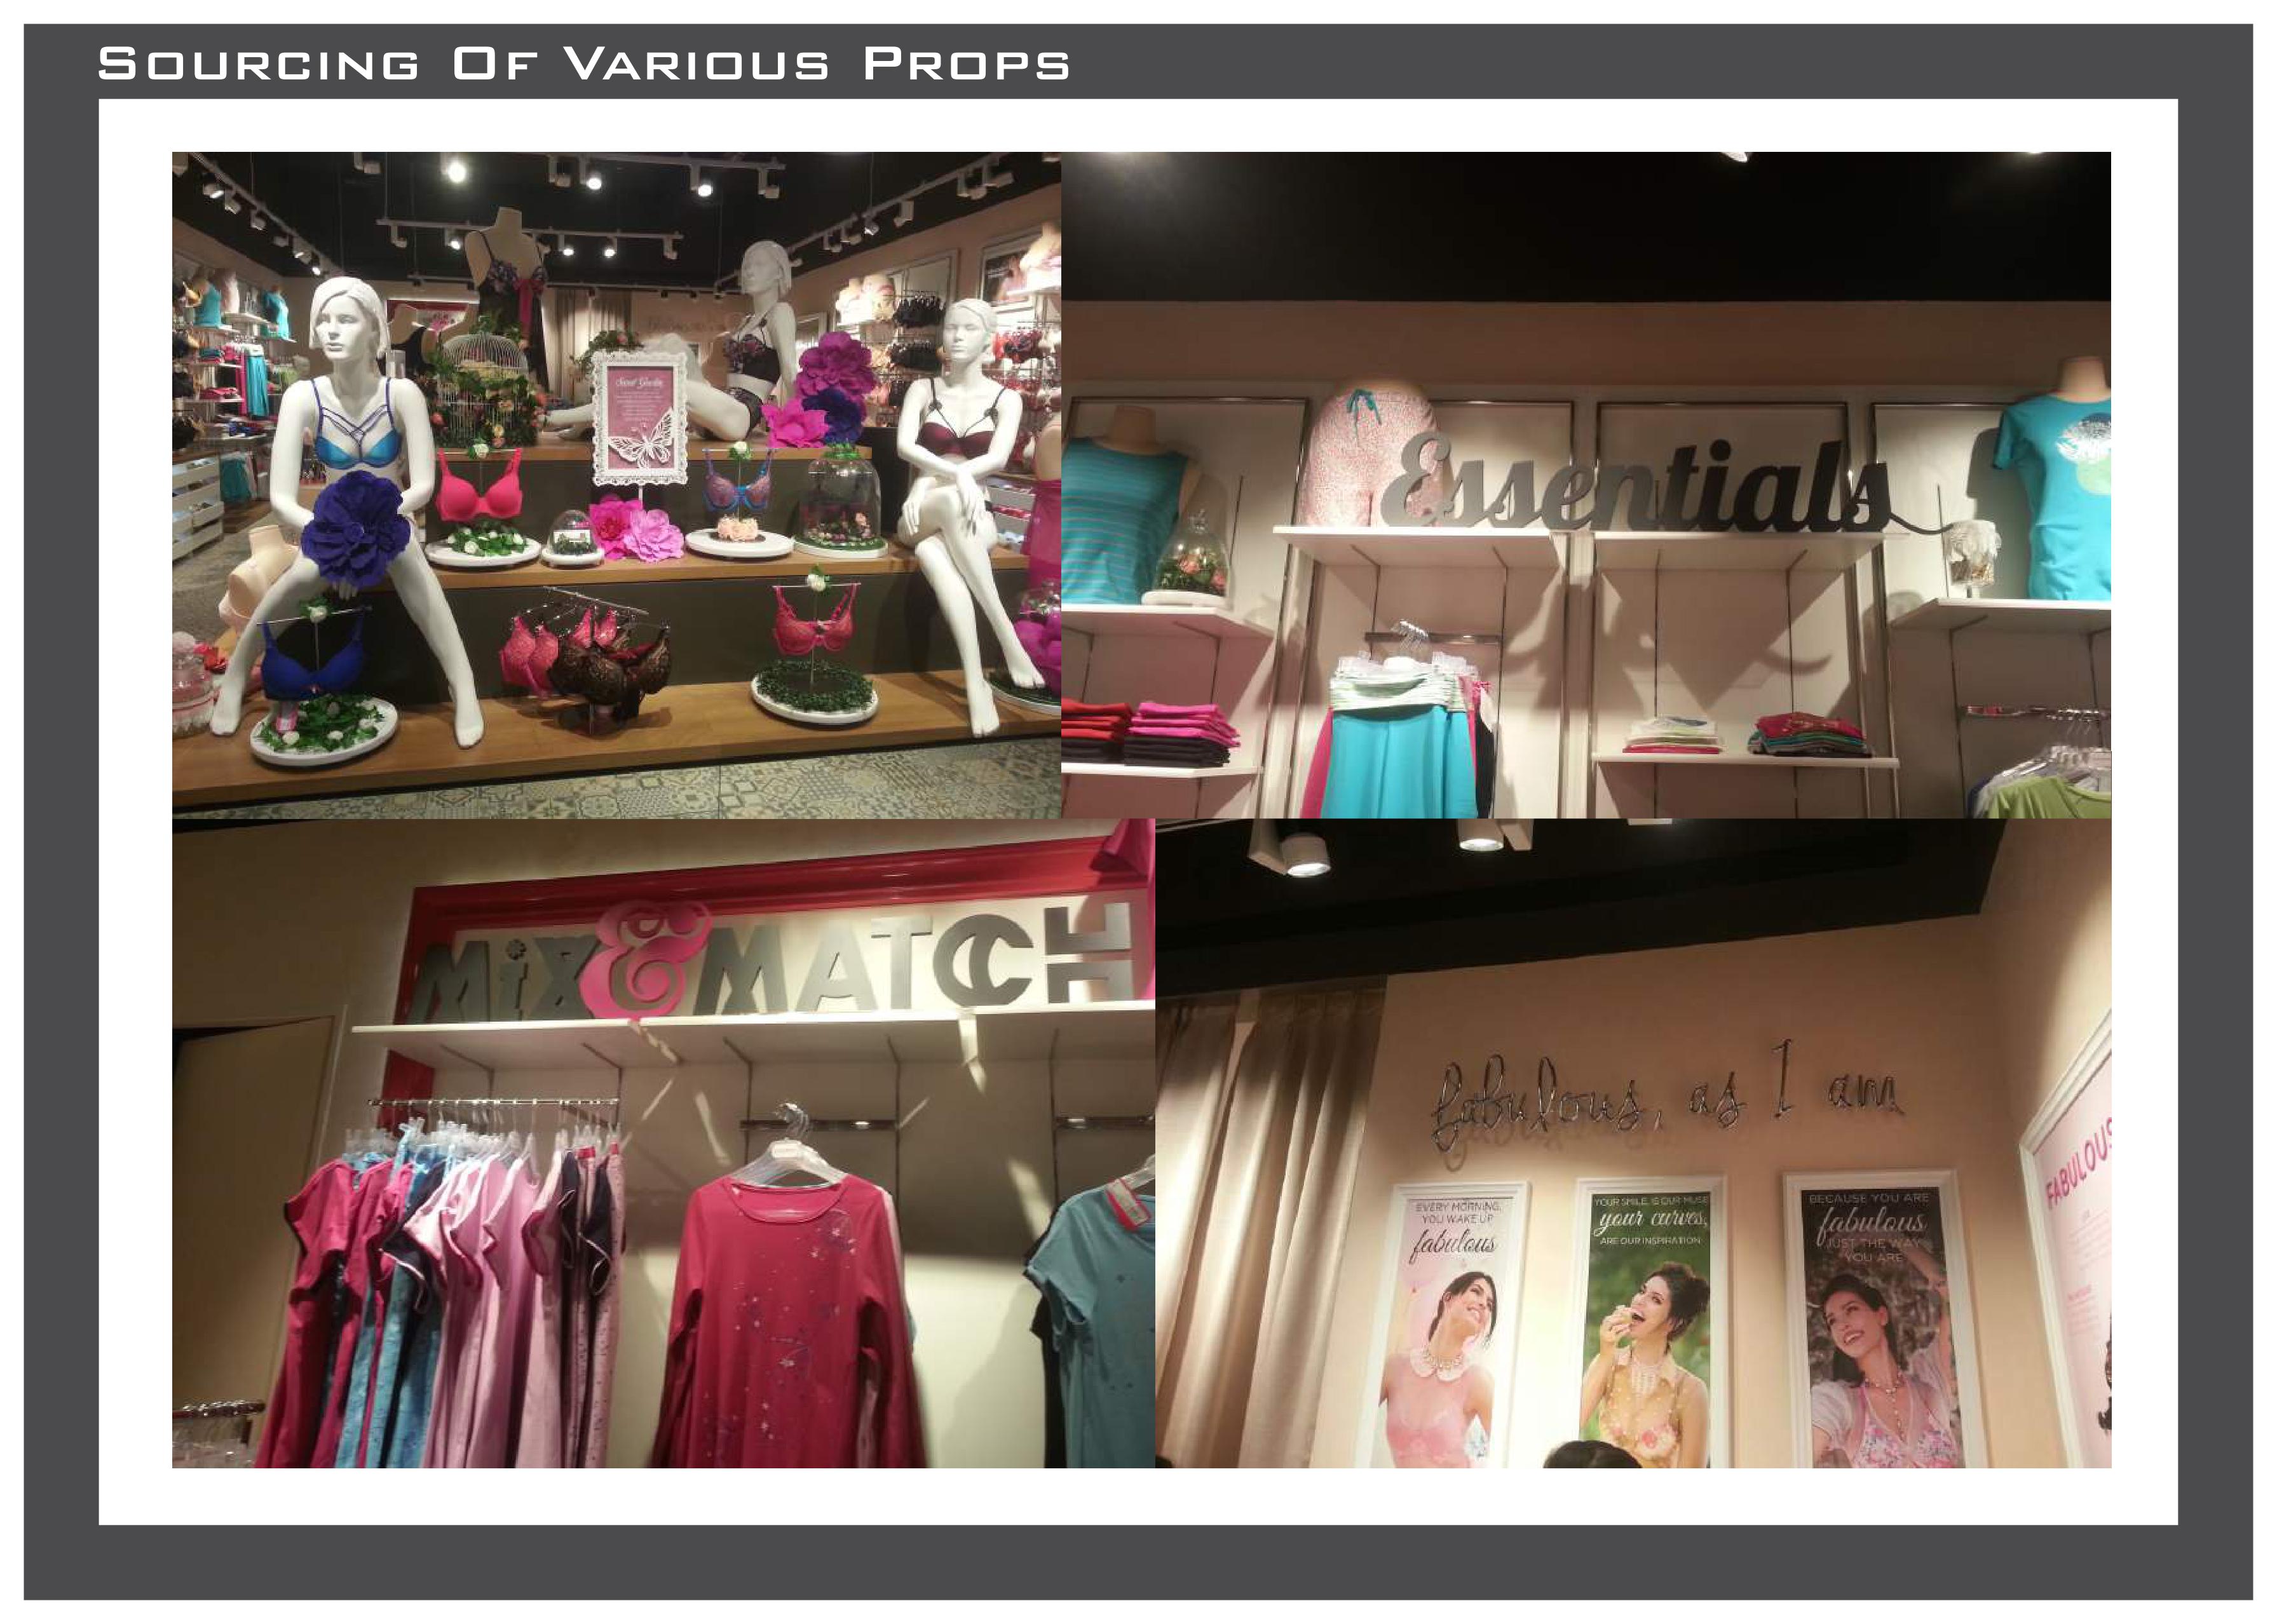 SOURCING OF VARIOUS PROPS
Secret Garden
Essentials
MiX & MATCH
fabulous, as I am
EVERY MORNING,
YOU WAKE UP
fabulous
YOUR SMILE IS OUR MUSE
your curves,
ARE OUR INSPIRATION
BECAUSE YOU ARE
fabulous
JUST THE WAY
YOU ARE
FABULOUS